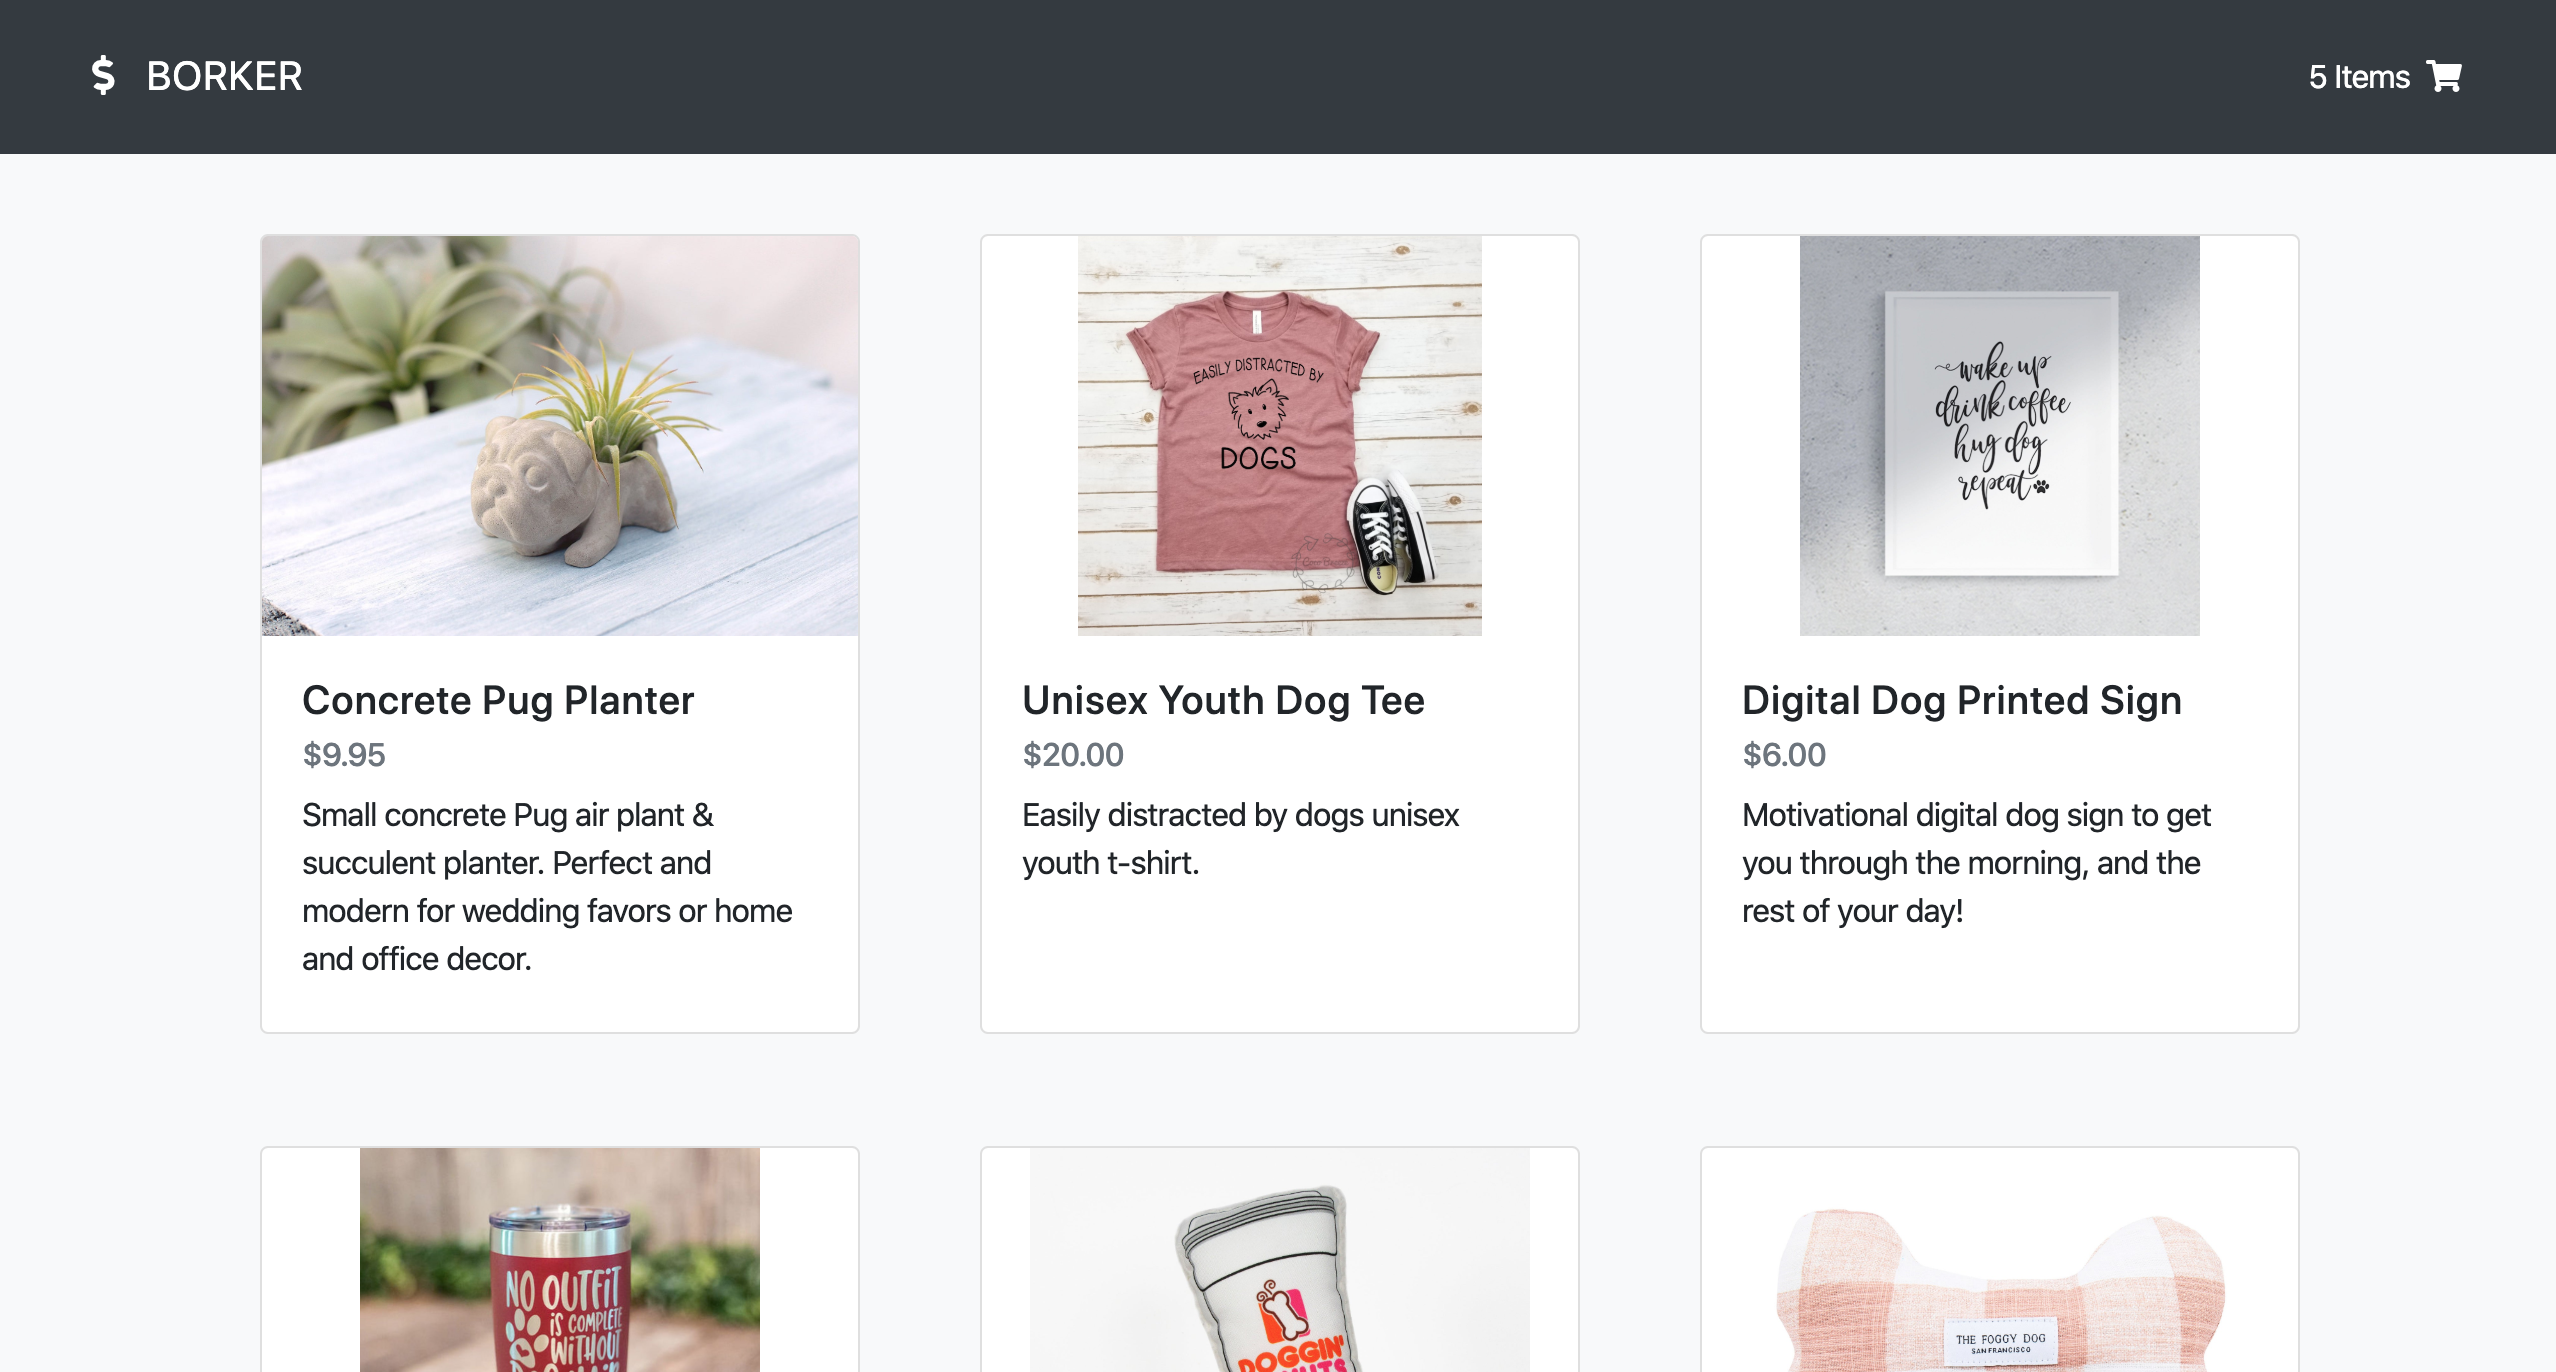 $ BORKER
5 Items
EASILY DISTRACTED BY
DOGS
wake up
drink coffee
hug dog
repeat
Concrete Pug Planter
$9.95
Small concrete Pug air plant &
succulent planter. Perfect and
modern for wedding favors or home
and office decor.
Unisex Youth Dog Tee
$20.00
Easily distracted by dogs unisex
youth t-shirt.
Digital Dog Printed Sign
$6.00
Motivational digital dog sign to get
you through the morning, and the
rest of your day!
NO OUTFIT
IS COMPLETE
WITHOUT
DOGGIN'
THE FOGGY DOG
SAN FRANCISCO